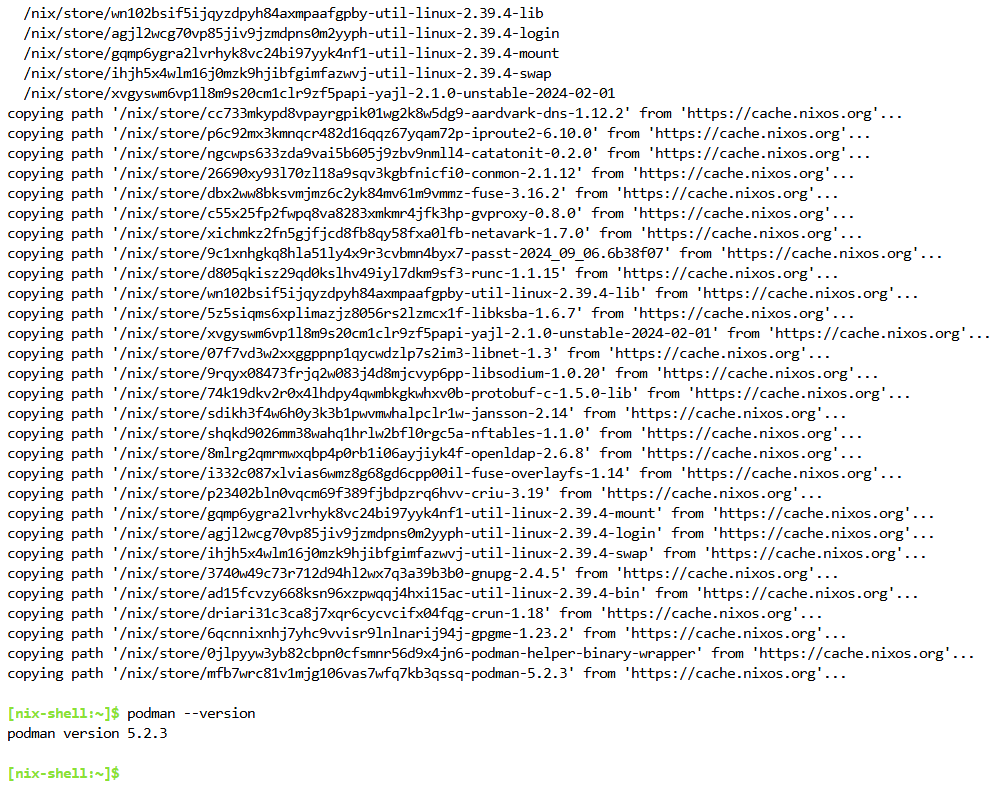 /nix/store/wn102bsif5ijqyzdpyh84axmpaafgpby-util-linux-2.39.4-lib
/nix/store/agjl2wcg70vp85jiv9jzmdpns0m2yyph-util-linux-2.39.4-login
/nix/store/gqmp6ygra2lvrhyk8vc24bi97yyk4nf1-util-linux-2.39.4-mount
/nix/store/ihjh5x4wlm16j0mzk9hjibfgimfazwvj-util-linux-2.39.4-swap
/nix/store/xvgyswm6vp1l8m9s20cm1clr9zf5papi-yajl-2.1.0-unstable-2024-02-01
copying path '/nix/store/cc733mkypd8vpayrgpik01wg2k8w5dg9-aardvark-dns-1.12.2' from 'https://cache.nixos.org'...
copying path '/nix/store/p6c92mx3kmnqcr482d16qqz67yqam72p-iproute2-6.10.0' from 'https://cache.nixos.org'...
copying path '/nix/store/ngcwps633zda9vai5b605j9zbv9nmll4-catatonit-0.2.0' from 'https://cache.nixos.org'...
copying path '/nix/store/26690xy93l70zl18a9sqv3kgbfnicfi0-conmon-2.1.12' from 'https://cache.nixos.org'...
copying path '/nix/store/dbx2ww8bksvmjmz6c2yk84mv61m9vmmz-fuse-3.16.2' from 'https://cache.nixos.org'...
copying path '/nix/store/c55x25fp2fwpq8va8283xmkmr4jfk3hp-gvproxy-0.8.0' from 'https://cache.nixos.org'...
copying path '/nix/store/xichmkz2fn5gjfjcd8fb8qy58fxa0lfb-netavark-1.7.0' from 'https://cache.nixos.org'...
copying path '/nix/store/9c1xnhgkq8hla51ly4x9r3cvbmn4byx7-passt-2024_09_06.6b38f07' from 'https://cache.nixos.org'...
copying path '/nix/store/d805qkisz29qd0kslhv49iyl7dkm9sf3-runc-1.1.15' from 'https://cache.nixos.org'...
copying path '/nix/store/wn102bsif5ijqyzdpyh84axmpaafgpby-util-linux-2.39.4-lib' from 'https://cache.nixos.org'...
copying path '/nix/store/5z5siqms6xplimazjz8056rs2lzmcx1f-libksba-1.6.7' from 'https://cache.nixos.org'...
copying path '/nix/store/xvgyswm6vp1l8m9s20cm1clr9zf5papi-yajl-2.1.0-unstable-2024-02-01' from 'https://cache.nixos.org'...
copying path '/nix/store/07f7vd3w2xxggppnp1qycwdzlp7s2im3-libnet-1.3' from 'https://cache.nixos.org'...
copying path '/nix/store/9rqyx08473frjq2w083j4d8mjcvyp6pp-libsodium-1.0.20' from 'https://cache.nixos.org'...
copying path '/nix/store/74k19dkv2r0x4lhdpy4qwmbkgkwhxv0b-protobuf-c-1.5.0-lib' from 'https://cache.nixos.org'...
copying path '/nix/store/sdikh3f4w6h0y3k3b1pwvmwhalpclr1w-jansson-2.14' from 'https://cache.nixos.org'...
copying path '/nix/store/shqkd9026mm38wahq1hrlw2bfl0rgc5a-nftables-1.1.0' from 'https://cache.nixos.org'...
copying path '/nix/store/8mlrg2qmrmwxqbp4p0rb1i06ayjiyk4f-openldap-2.6.8' from 'https://cache.nixos.org'...
copying path '/nix/store/i332c087xlvias6wmz8g68gd6cpp00il-fuse-overlayfs-1.14' from 'https://cache.nixos.org'...
copying path '/nix/store/p23402bln0vqcm69f389fjbdpzrq6hvv-criu-3.19' from 'https://cache.nixos.org'...
copying path '/nix/store/gqmp6ygra2lvrhyk8vc24bi97yyk4nf1-util-linux-2.39.4-mount' from 'https://cache.nixos.org'...
copying path '/nix/store/agjl2wcg70vp85jiv9jzmdpns0m2yyph-util-linux-2.39.4-login' from 'https://cache.nixos.org'...
copying path '/nix/store/ihjh5x4wlm16j0mzk9hjibfgimfazwvj-util-linux-2.39.4-swap' from 'https://cache.nixos.org'...
copying path '/nix/store/3740w49c73r712d94hl2wx7q3a39b3b0-gnupg-2.4.5' from 'https://cache.nixos.org'...
copying path '/nix/store/ad15fcvzy668ksn96xzpwqqj4hxi15ac-util-linux-2.39.4-bin' from 'https://cache.nixos.org'...
copying path '/nix/store/driari31c3ca8j7xqr6cycvcifx04fqg-crun-1.18' from 'https://cache.nixos.org'...
copying path '/nix/store/6qcnnixnhj7yhc9vvisr9lnlnarij94j-gpgme-1.23.2' from 'https://cache.nixos.org'...
copying path '/nix/store/0jlpyyw3yb82cbpn0cfsmnr56d9x4jn6-podman-helper-binary-wrapper' from 'https://cache.nixos.org'...
copying path '/nix/store/mfb7wrc81v1mjg106vas7wfq7kb3qssq-podman-5.2.3' from 'https://cache.nixos.org'...
[nix-shell:~]$ podman --version
podman version 5.2.3
[nix-shell:~]$